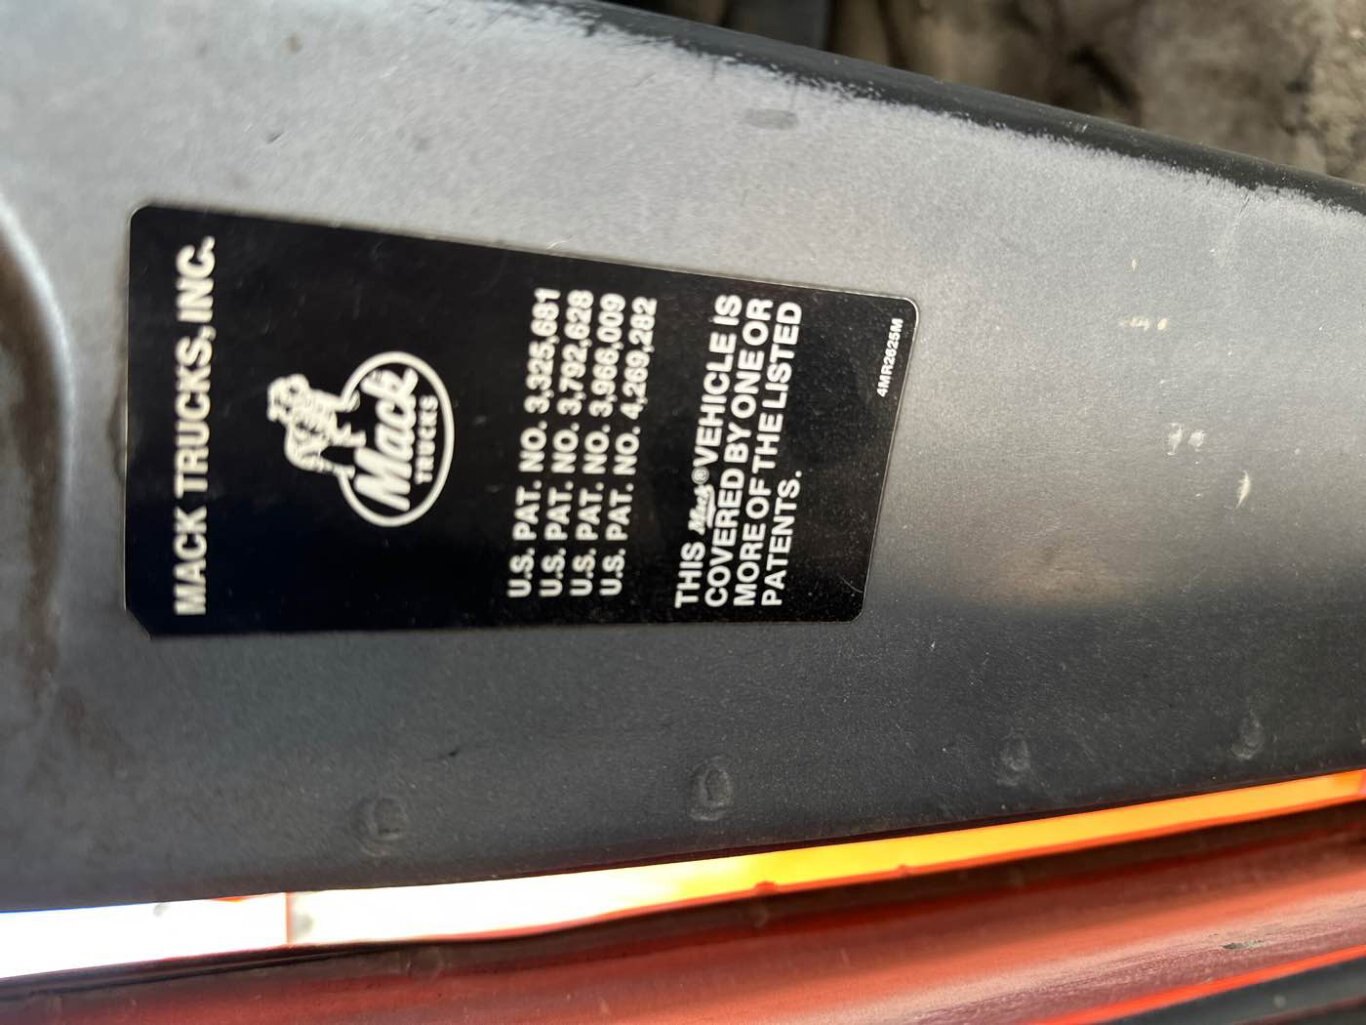 MACK TRUCKS, INC.
Mack
TRUCKS
U.S. PAT. NO. 3,325,681
U.S. PAT. NO. 3,792,628
U.S. PAT. NO. 3,966,009
U.S. PAT. NO. 4,269,282
THIS Mack® VEHICLE IS
COVERED BY ONE OR
MORE OF THE LISTED
PATENTS.
4MR2625M